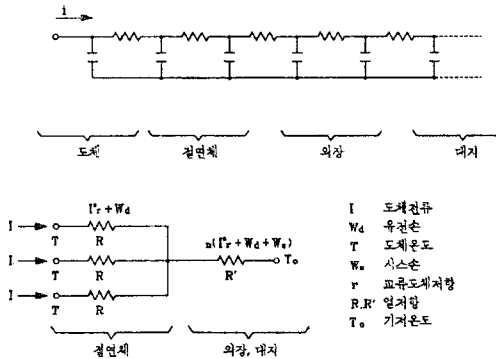 i
도체
절연체
외장
대지
I²r + Wd
I
T
R
I
T
R
I
T
R
n(I²r + Wd + Ws)
R'
T₀
절연체
외장, 대지
I 도체전류
Wd 유전손
T 도체온도
Ws 시스손
r 교류도체저항
R.R' 열저항
T₀ 기저온도